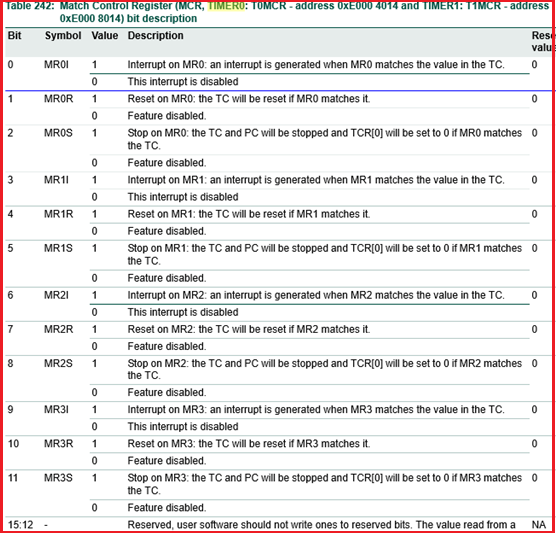 Table 242: Match Control Register (MCR, TIMER0: T0MCR - address 0xE000 4014 and TIMER1: T1MCR - address
0xE000 8014) bit description
Bit Symbol Value Description Rese
value
0 MR0I 1 Interrupt on MR0: an interrupt is generated when MR0 matches the value in the TC. 0
0 This interrupt is disabled
1 MR0R 1 Reset on MR0: the TC will be reset if MR0 matches it. 0
0 Feature disabled.
2 MR0S 1 Stop on MR0: the TC and PC will be stopped and TCR[0] will be set to 0 if MR0 matches 0
the TC.
0 Feature disabled.
3 MR1I 1 Interrupt on MR1: an interrupt is generated when MR1 matches the value in the TC. 0
0 This interrupt is disabled
4 MR1R 1 Reset on MR1: the TC will be reset if MR1 matches it. 0
0 Feature disabled.
5 MR1S 1 Stop on MR1: the TC and PC will be stopped and TCR[0] will be set to 0 if MR1 matches 0
the TC.
0 Feature disabled.
6 MR2I 1 Interrupt on MR2: an interrupt is generated when MR2 matches the value in the TC. 0
0 This interrupt is disabled
7 MR2R 1 Reset on MR2: the TC will be reset if MR2 matches it. 0
0 Feature disabled.
8 MR2S 1 Stop on MR2: the TC and PC will be stopped and TCR[0] will be set to 0 if MR2 matches 0
the TC.
0 Feature disabled.
9 MR3I 1 Interrupt on MR3: an interrupt is generated when MR3 matches the value in the TC. 0
0 This interrupt is disabled
10 MR3R 1 Reset on MR3: the TC will be reset if MR3 matches it. 0
0 Feature disabled.
11 MR3S 1 Stop on MR3: the TC and PC will be stopped and TCR[0] will be set to 0 if MR3 matches 0
the TC.
0 Feature disabled.
15:12 - Reserved, user software should not write ones to reserved bits. The value read from a NA